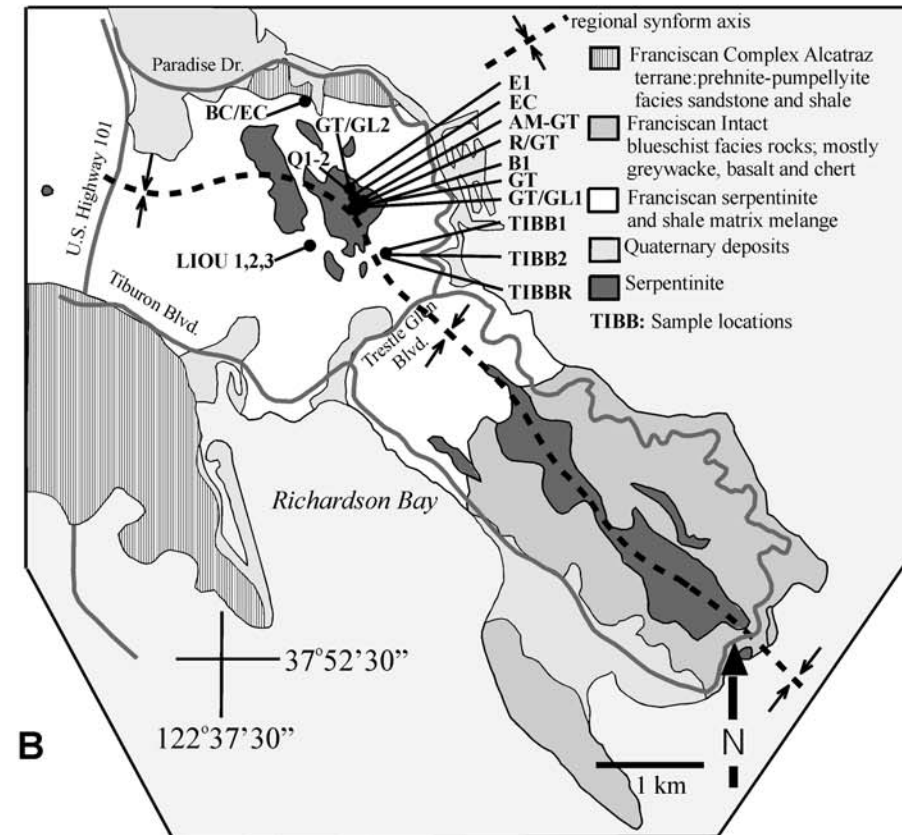 regional synform axis
Franciscan Complex Alcatraz
terrane:prehnite-pumpellyite
facies sandstone and shale
Franciscan Intact
blueschist facies rocks; mostly
greywacke, basalt and chert
Franciscan serpentinite
and shale matrix melange
Quaternary deposits
Serpentinite
TIBB: Sample locations
Paradise Dr.
BC/EC
GT/GL2
Q1-2
E1
EC
AM-GT
R/GT
B1
GT
GT/GL1
TIBB1
TIBB2
TIBBR
LIOU 1,2,3
U.S. Highway 101
Tiburon Blvd.
Trestle Glen
Blvd.
Richardson Bay
37°52'30”
122°37'30”
B
N
1 km